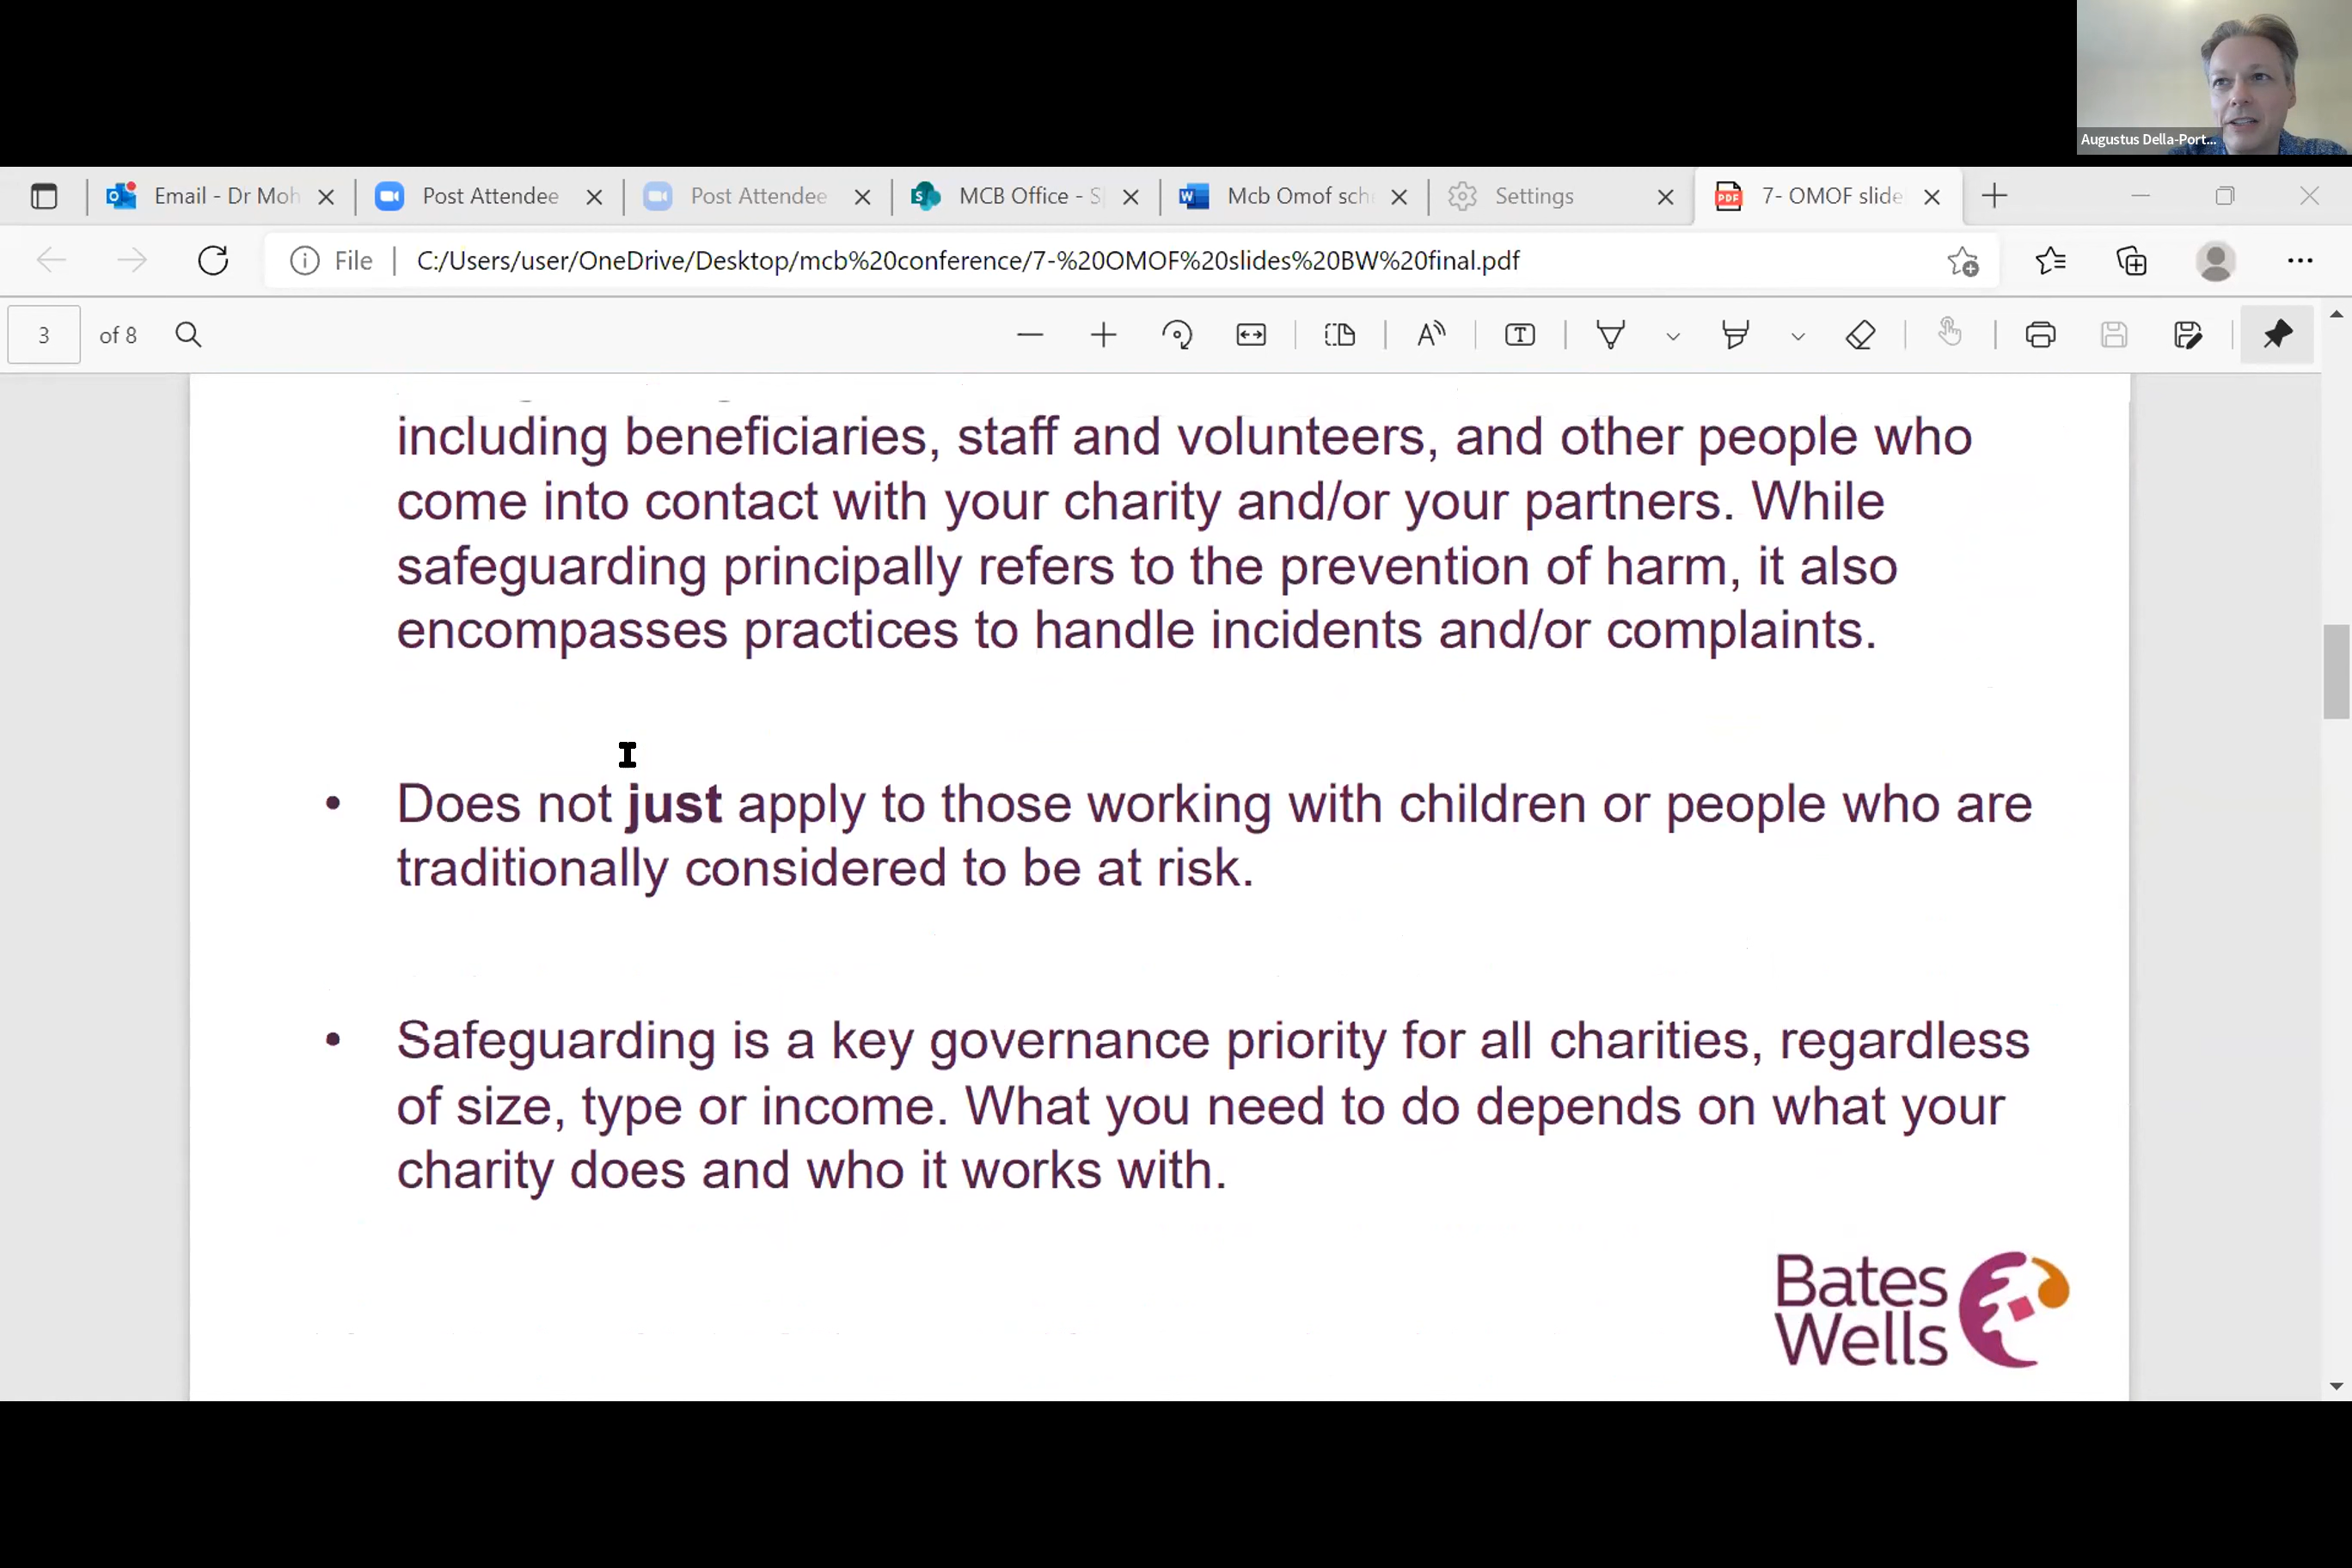 Augustus Della-Port...
Email - Dr Moh
Post Attendee
Post Attendee
MCB Office - S
Mcb Omof sch
Settings
PDF
7- OMOF slide
File
C:/Users/user/OneDrive/Desktop/mcb%20conference/7-%20OMOF%20slides%20BW%20final.pdf
3 of 8
including beneficiaries, staff and volunteers, and other people who
come into contact with your charity and/or your partners. While
safeguarding principally refers to the prevention of harm, it also
encompasses practices to handle incidents and/or complaints.
• Does not just apply to those working with children or people who are
traditionally considered to be at risk.
• Safeguarding is a key governance priority for all charities, regardless
of size, type or income. What you need to do depends on what your
charity does and who it works with.
Bates
Wells